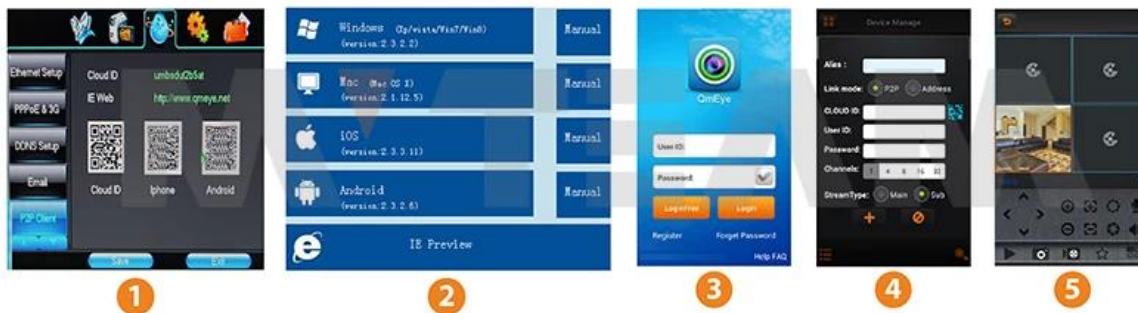 Ethernet Setup
PPPoE & 3G
DDNS Setup
Email
P2P Client
Cloud ID
IE Web
http://www.qmeye.net
Cloud ID
Iphone
Android
Save
Exit
1
Windows (Xp/vista/Win7/Win8)
(version:2.3.2.2)
Manual
Mac (Mac OS X)
(version:2.1.12.5)
Manual
iOS
(version:2.3.3.11)
Manual
Android
(version:2.3.2.6)
Manual
IE Preview
2
QmEye
User ID:
Password:
Login Free
Login
Register
Forget Password
Help FAQ
3
Device Manage
Alias :
Link mode:
P2P
Address
CLOUD ID:
User ID:
Password:
Channels:
1 4 8 16 32
StreamType:
Main
Sub
4
5